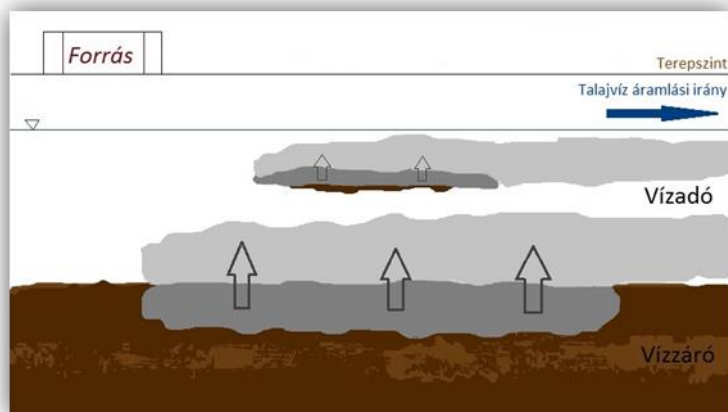 Forrás
Terepszint
Talajvíz áramlási irány
Vízadó
Vízzáró